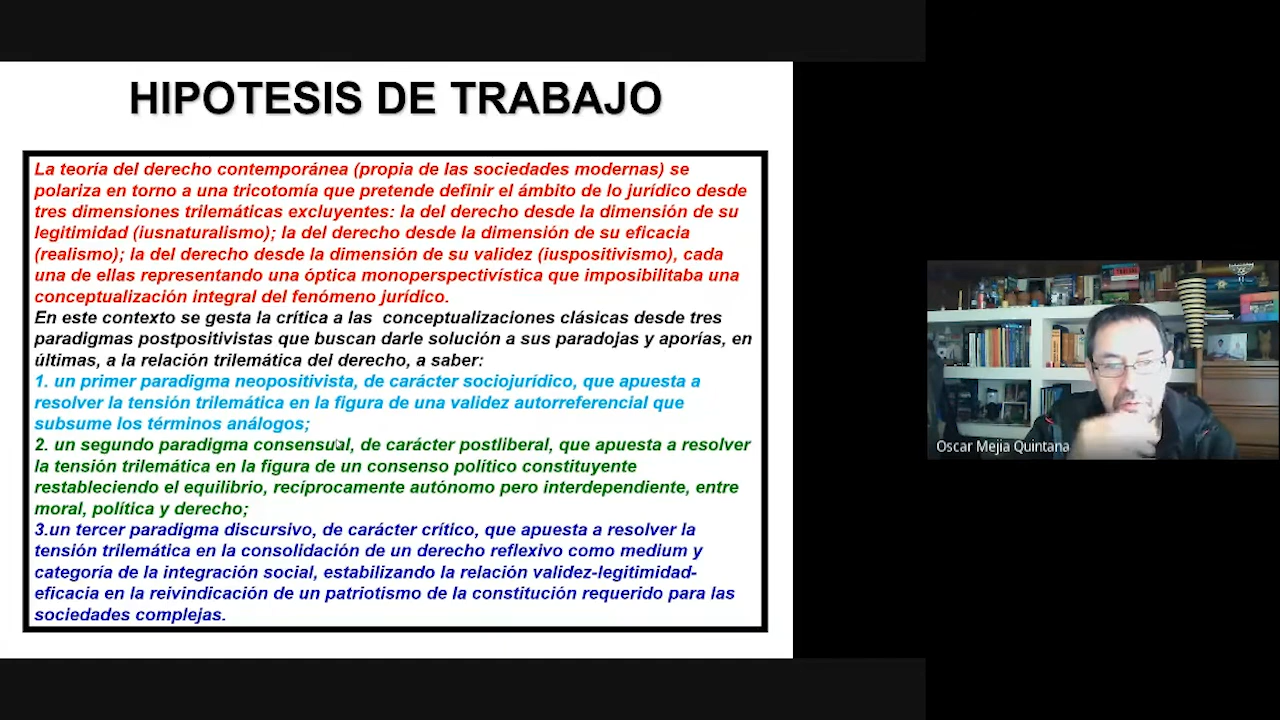 HIPOTESIS DE TRABAJO
La teoría del derecho contemporánea (propia de las sociedades modernas) se
polariza en torno a una tricotomía que pretende definir el ámbito de lo jurídico desde
tres dimensiones trilemáticas excluyentes: la del derecho desde la dimensión de su
legitimidad (iusnaturalismo); la del derecho desde la dimensión de su eficacia
(realismo); la del derecho desde la dimensión de su validez (iuspositivismo), cada
una de ellas representando una óptica monoperspectivística que imposibilitaba una
conceptualización integral del fenómeno jurídico.
En este contexto se gesta la crítica a las conceptualizaciones clásicas desde tres
paradigmas postpositivistas que buscan darle solución a sus paradojas y aporías, en
últimas, a la relación trilemática del derecho, a saber:
1. un primer paradigma neopositivista, de carácter sociojurídico, que apuesta a
resolver la tensión trilemática en la figura de una validez autorreferencial que
subsume los términos análogos;
2. un segundo paradigma consensual, de carácter postliberal, que apuesta a resolver
la tensión trilemática en la figura de un consenso político constituyente
restableciendo el equilibrio, recíprocamente autónomo pero interdependiente, entre
moral, política y derecho;
3.un tercer paradigma discursivo, de carácter crítico, que apuesta a resolver la
tensión trilemática en la consolidación de un derecho reflexivo como medium y
categoría de la integración social, estabilizando la relación validez-legitimidad-
eficacia en la reivindicación de un patriotismo de la constitución requerido para las
sociedades complejas.
Oscar Mejia Quintana